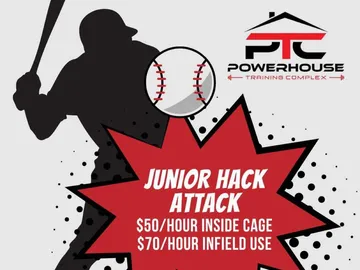 PTC
POWERHOUSE
TRAINING COMPLEX
JUNIOR HACK
ATTACK
$50/HOUR INSIDE CAGE
$70/HOUR INFIELD USE